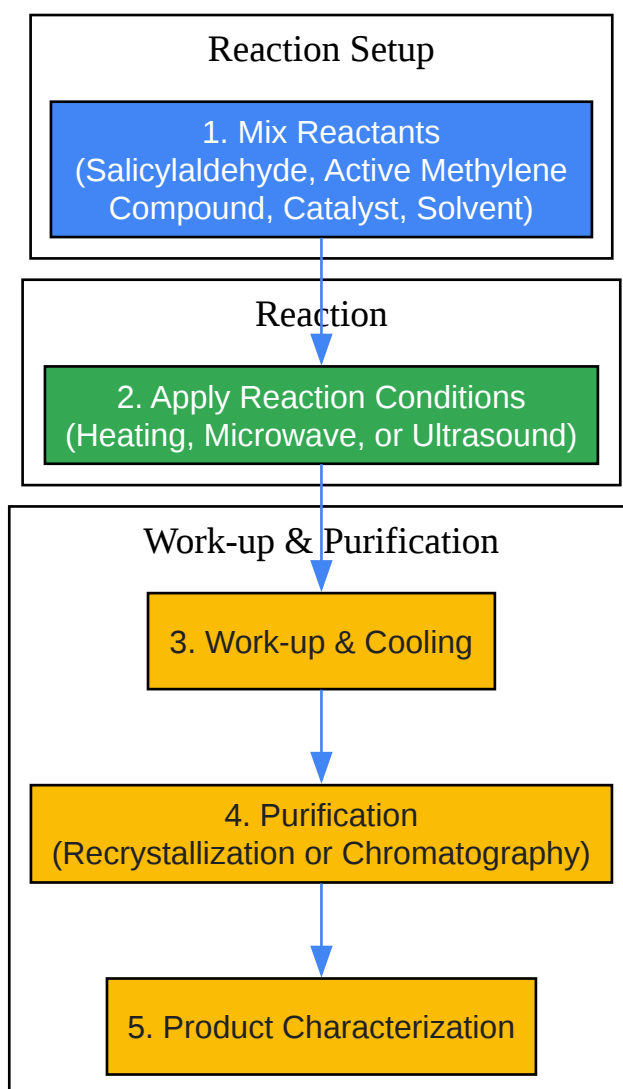 Reaction Setup
1. Mix Reactants
(Salicylaldehyde, Active Methylene
Compound, Catalyst, Solvent)
Reaction
2. Apply Reaction Conditions
(Heating, Microwave, or Ultrasound)
Work-up & Purification
3. Work-up & Cooling
4. Purification
(Recrystallization or Chromatography)
5. Product Characterization